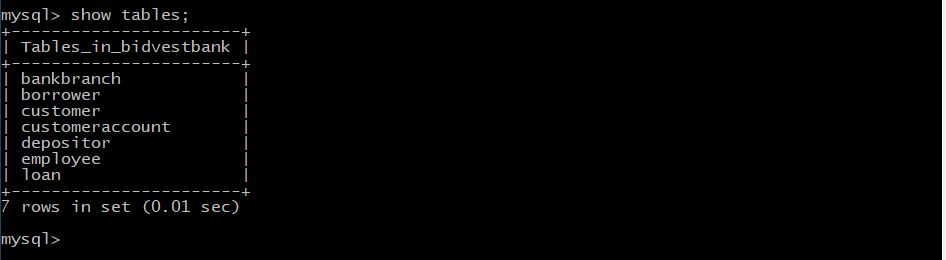 mysql> show tables;
+-----------------------+
| Tables_in_bidvestbank |
+-----------------------+
| bankbranch            |
| borrower              |
| customer              |
| customeraccount       |
| depositor             |
| employee              |
| loan                  |
+-----------------------+
7 rows in set (0.01 sec)
mysql>